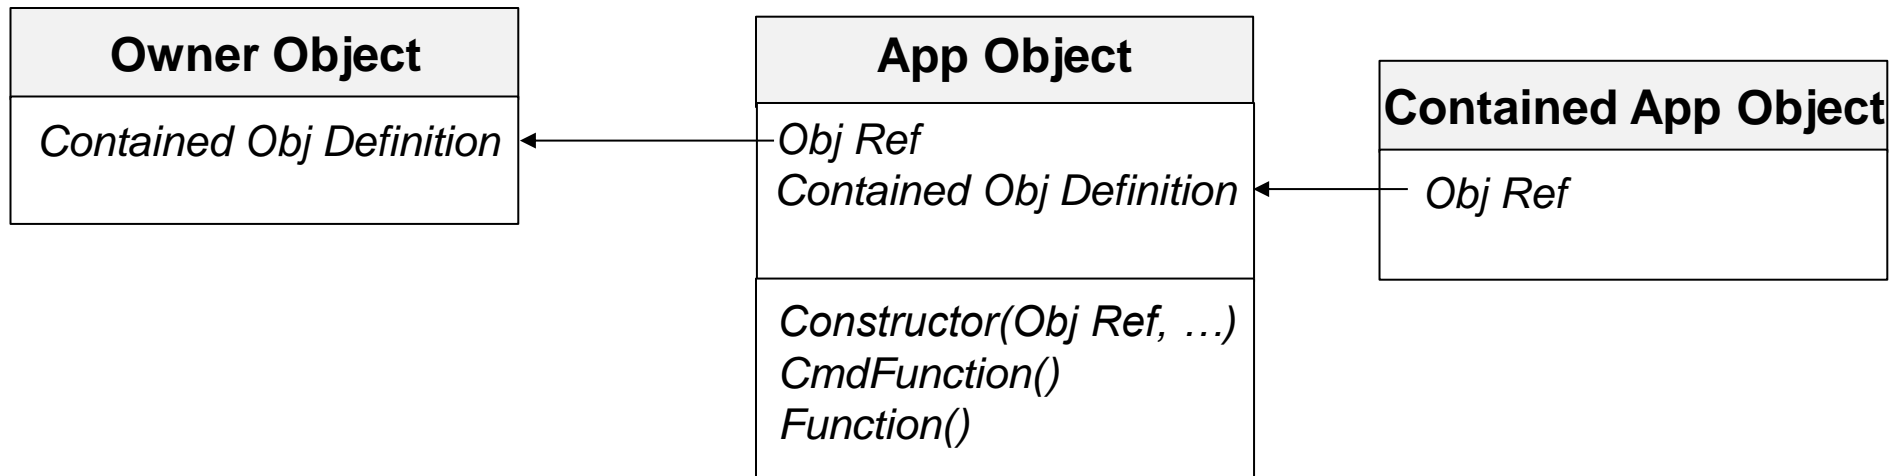 Owner Object
Contained Obj Definition
App Object
Obj Ref
Contained Obj Definition
Constructor(Obj Ref, …)
CmdFunction()
Function()
Contained App Object
Obj Ref